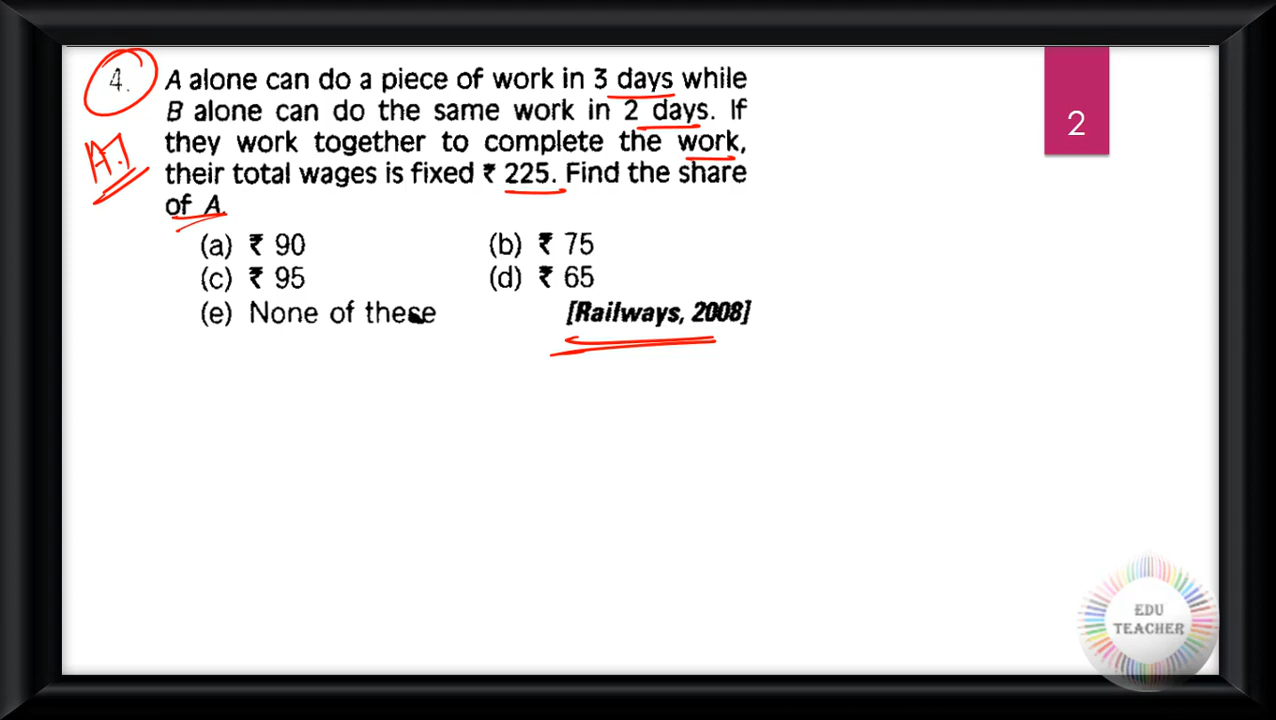 4. A alone can do a piece of work in 3 days while
B alone can do the same work in 2 days. If
they work together to complete the work,
their total wages is fixed ₹ 225. Find the share
of A.
(a) ₹ 90 (b) ₹ 75
(c) ₹ 95 (d) ₹ 65
(e) None of these [Railways, 2008]
2
EDU
TEACHER